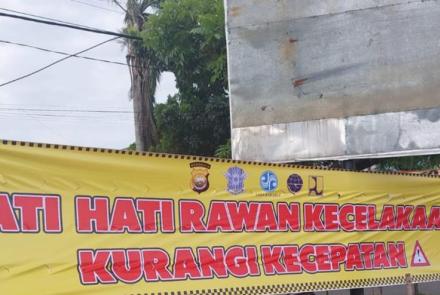 ATI HATI RAWAN KECELAKAA
KURANGI KECEPATAN